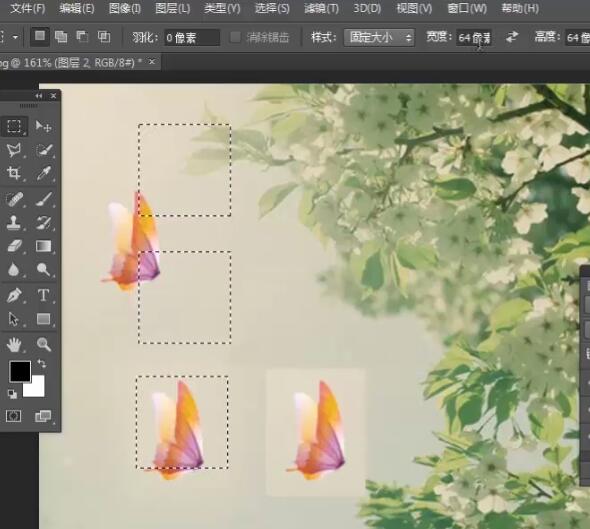 文件(F) 编辑(E) 图像(I) 图层(L) 类型(Y) 选择(S) 滤镜(T) 3D(D) 视图(V) 窗口(W) 帮助(H)
羽化: 0 像素 消除锯齿 样式: 固定大小 宽度: 64 像素 高度: 64 像
ng @ 161% (图层 2, RGB/8#) * ×
T